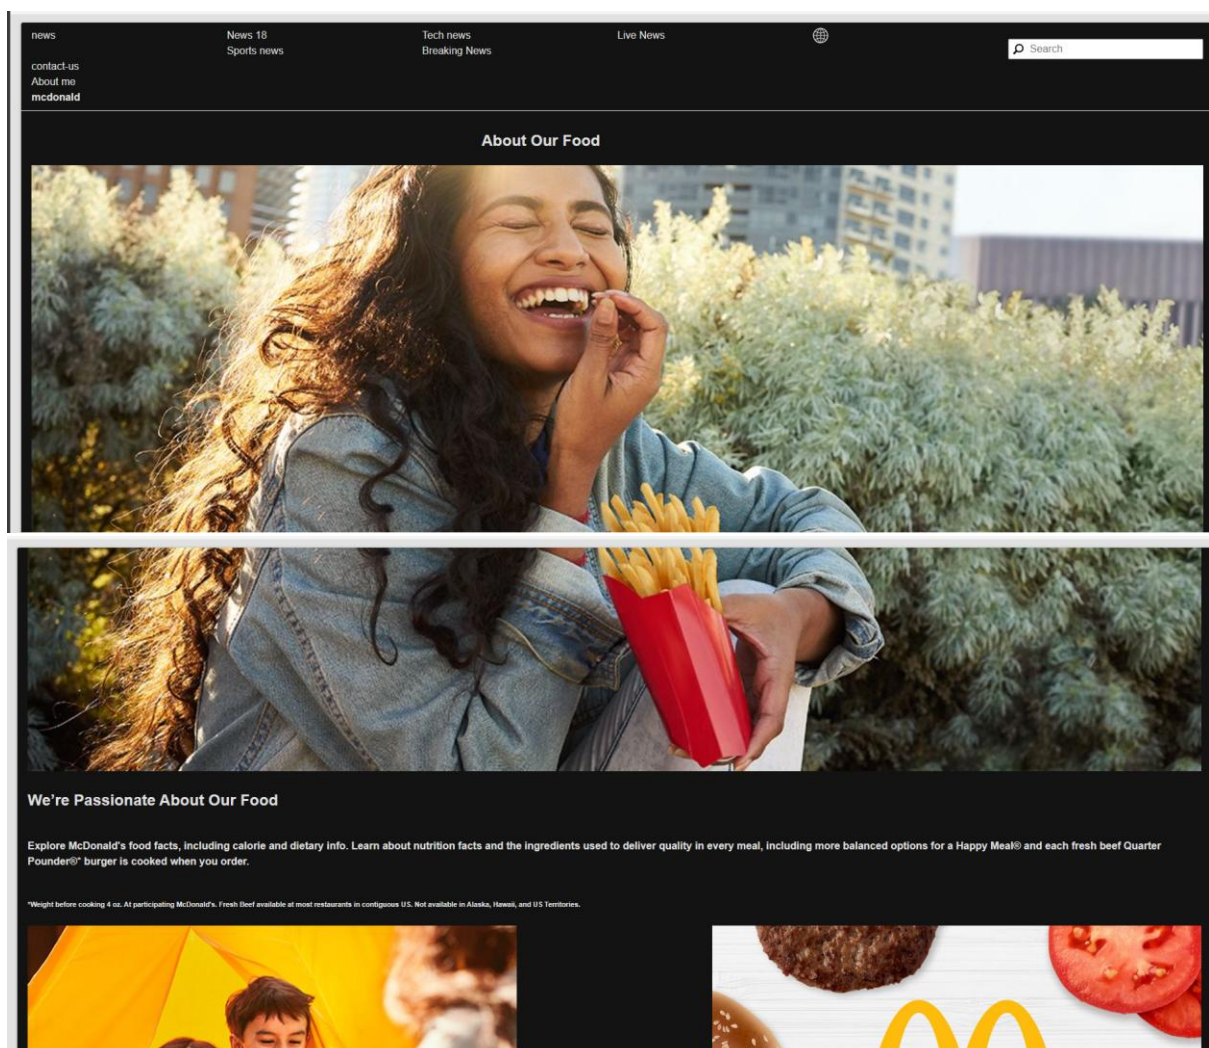 news
News 18
Tech news
Live News
Sports news
Breaking News
Search
contact-us
About me
mcdonald
About Our Food
We're Passionate About Our Food
Explore McDonald's food facts, including calorie and dietary info. Learn about nutrition facts and the ingredients used to deliver quality in every meal, including more balanced options for a Happy Meal® and each fresh beef Quarter
Pounder®* burger is cooked when you order.
*Weight before cooking 4 oz. At participating McDonald's. Fresh Beef available at most restaurants in contiguous US. Not available in Alaska, Hawaii, and US Territories.